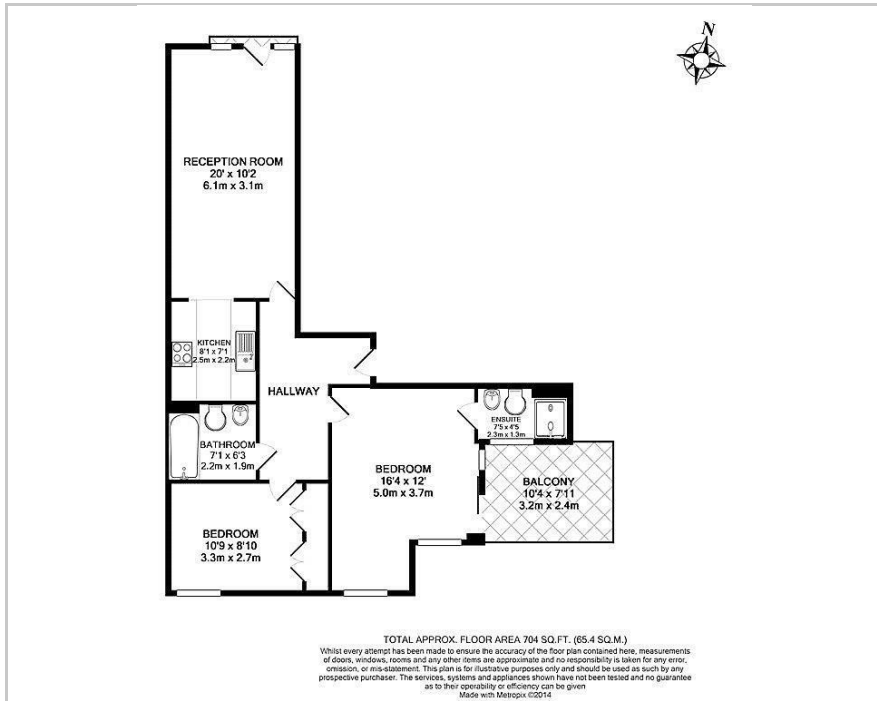 N
RECEPTION ROOM
20' x 10'2
6.1m x 3.1m
KITCHEN
8'1 x 7'1
2.5m x 2.2m
HALLWAY
BATHROOM
7'1 x 6'3
2.2m x 1.9m
ENSUITE
7'5 x 4'5
2.3m x 1.3m
BEDROOM
16'4 x 12'
5.0m x 3.7m
BALCONY
10'4 x 7'11
3.2m x 2.4m
BEDROOM
10'9 x 8'10
3.3m x 2.7m
TOTAL APPROX. FLOOR AREA 704 SQ.FT. (65.4 SQ.M.)
Whilst every attempt has been made to ensure the accuracy of the floor plan contained here, measurements
of doors, windows, rooms and any other items are approximate and no responsibility is taken for any error,
omission, or mis-statement. This plan is for illustrative purposes only and should be used as such by any
prospective purchaser. The services, systems and appliances shown have not been tested and no guarantee
as to their operability or efficiency can be given
Made with Metropix ©2014